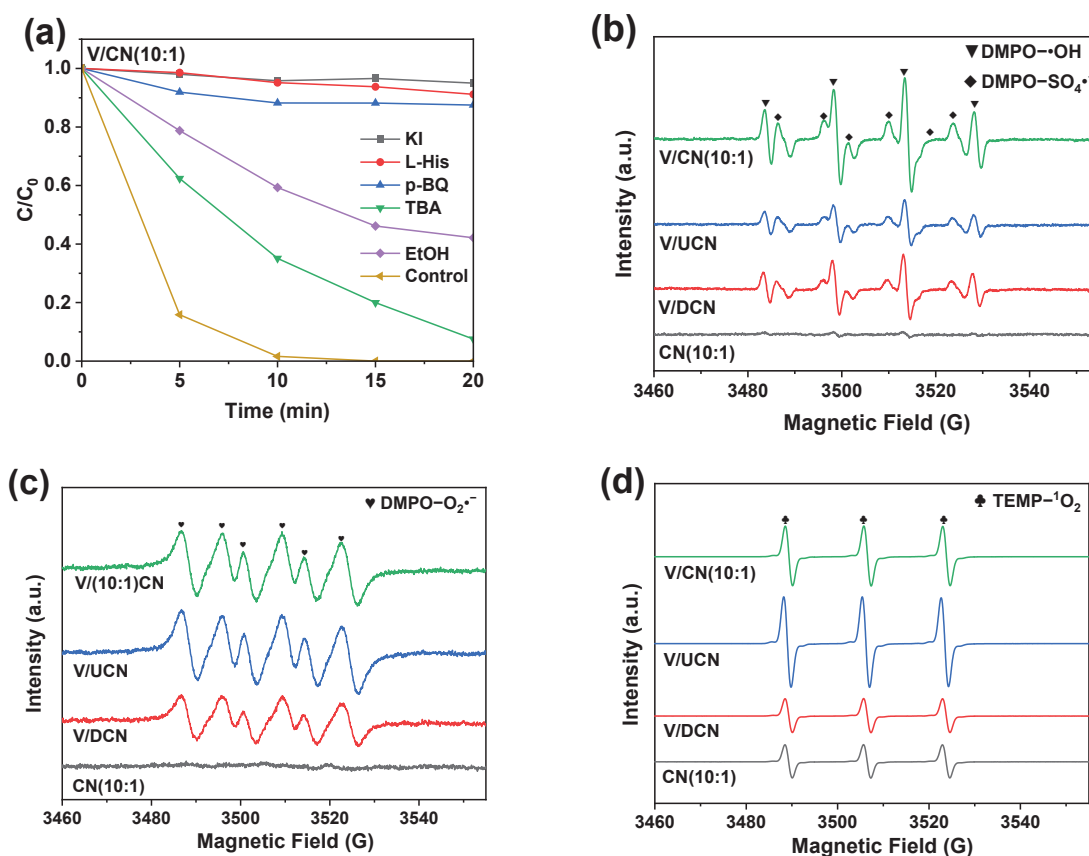 (a)
V/CN(10:1)
1.0
0.8
0.6
0.4
0.2
0.0
C/C₀
KI
L-His
p-BQ
TBA
EtOH
Control
0 5 10 15 20
Time (min)
(b)
▼DMPO−•OH
◆DMPO−SO₄•⁻
V/CN(10:1)
V/UCN
V/DCN
CN(10:1)
Intensity (a.u.)
3460 3480 3500 3520 3540
Magnetic Field (G)
(c)
♥DMPO−O₂•⁻
V/(10:1)CN
V/UCN
V/DCN
CN(10:1)
Intensity (a.u.)
3460 3480 3500 3520 3540
Magnetic Field (G)
(d)
♣TEMP−¹O₂
V/CN(10:1)
V/UCN
V/DCN
CN(10:1)
Intensity (a.u.)
3460 3480 3500 3520 3540
Magnetic Field (G)